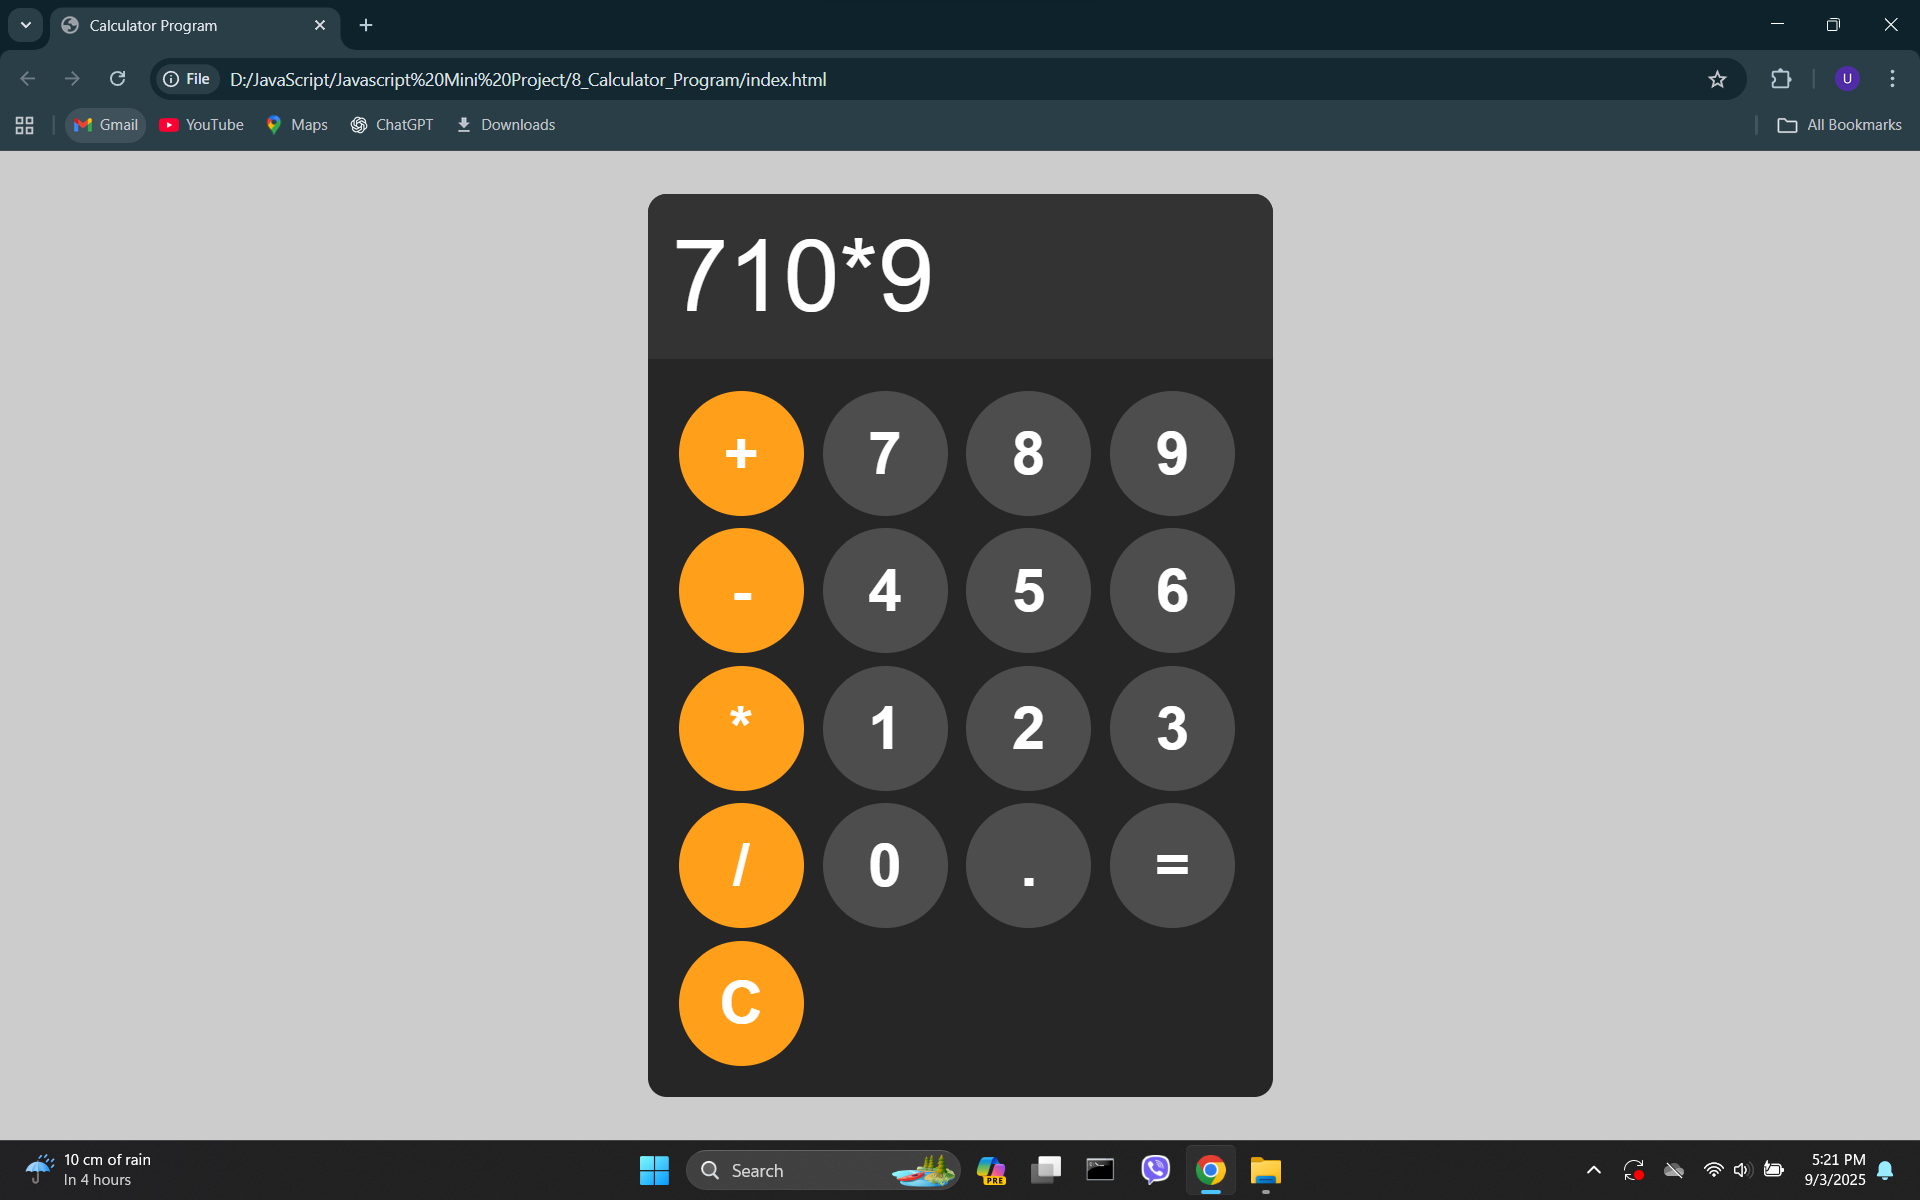 Calculator Program
File D:/JavaScript/Javascript%20Mini%20Project/8_Calculator_Program/index.html
U
Gmail YouTube Maps ChatGPT Downloads All Bookmarks
710*9
+ 7 8 9
- 4 5 6
* 1 2 3
/ 0 . =
C
10 cm of rain
In 4 hours
Search
PRE
5:21 PM
9/3/2025